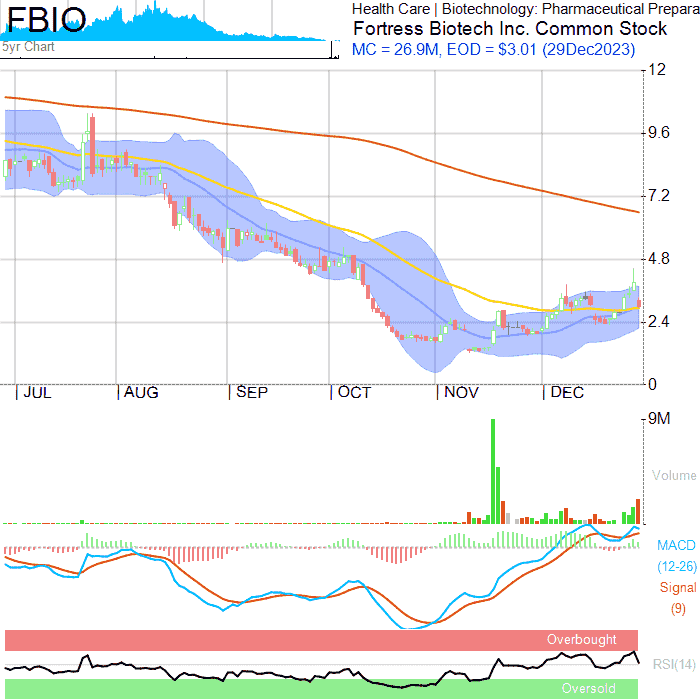 FBIO
5yr Chart
Health Care | Biotechnology: Pharmaceutical Prepara
Fortress Biotech Inc. Common Stock
MC = 26.9M, EOD = $3.01 (29Dec2023)
12
9.6
7.2
4.8
2.4
0
|JUL |AUG |SEP |OCT |NOV |DEC
9M
Volume
MACD
(12-26)
Signal
(9)
Overbought
RSI(14)
Oversold